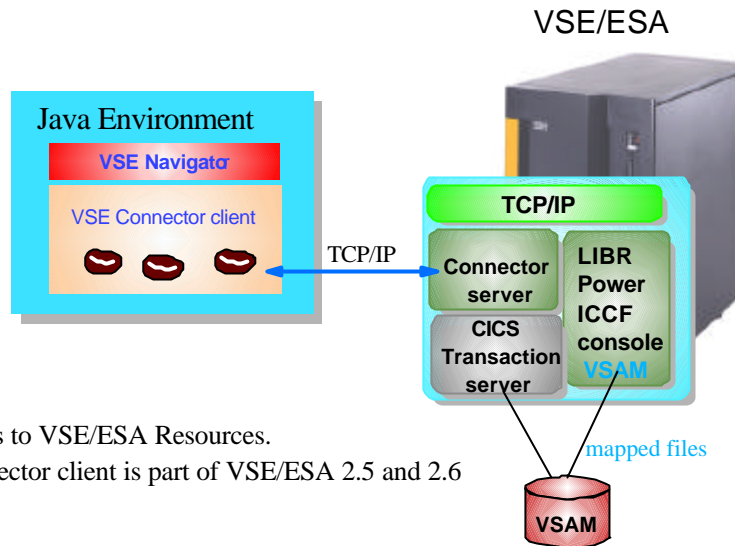 VSE/ESA
Java Environment
VSE Navigator
VSE Connector client
TCP/IP
TCP/IP
Connector
server
LIBR
Power
ICCF
console
VSAM
CICS
Transaction
server
s to VSE/ESA Resources.
ector client is part of VSE/ESA 2.5 and 2.6
mapped files
VSAM